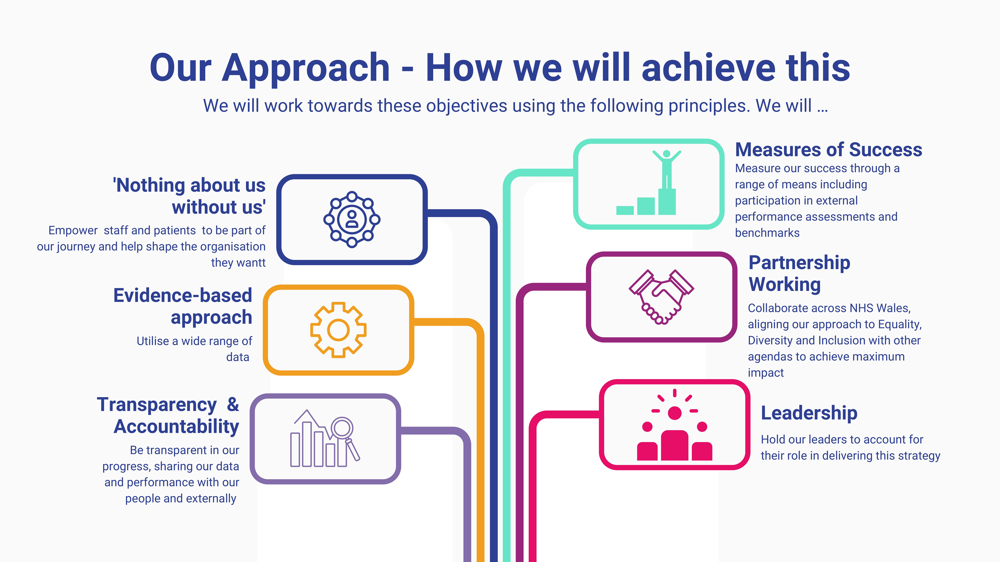 Our Approach - How we will achieve this
We will work towards these objectives using the following principles. We will ...
'Nothing about us
without us'
Empower  staff and patients  to be part of
our journey and help shape the organisation
they wantt
Evidence-based
approach
Utilise a wide range of
data
Transparency  &
Accountability
Be transparent in our
progress, sharing our data
and performance with our
people and externally
Measures of Success
Measure our success through a
range of means including
participation in external
performance assessments and
benchmarks
Partnership
Working
Collaborate across NHS Wales,
aligning our approach to Equality,
Diversity and Inclusion with other
agendas to achieve maximum
impact
Leadership
Hold our leaders to account for
their role in delivering this strategy